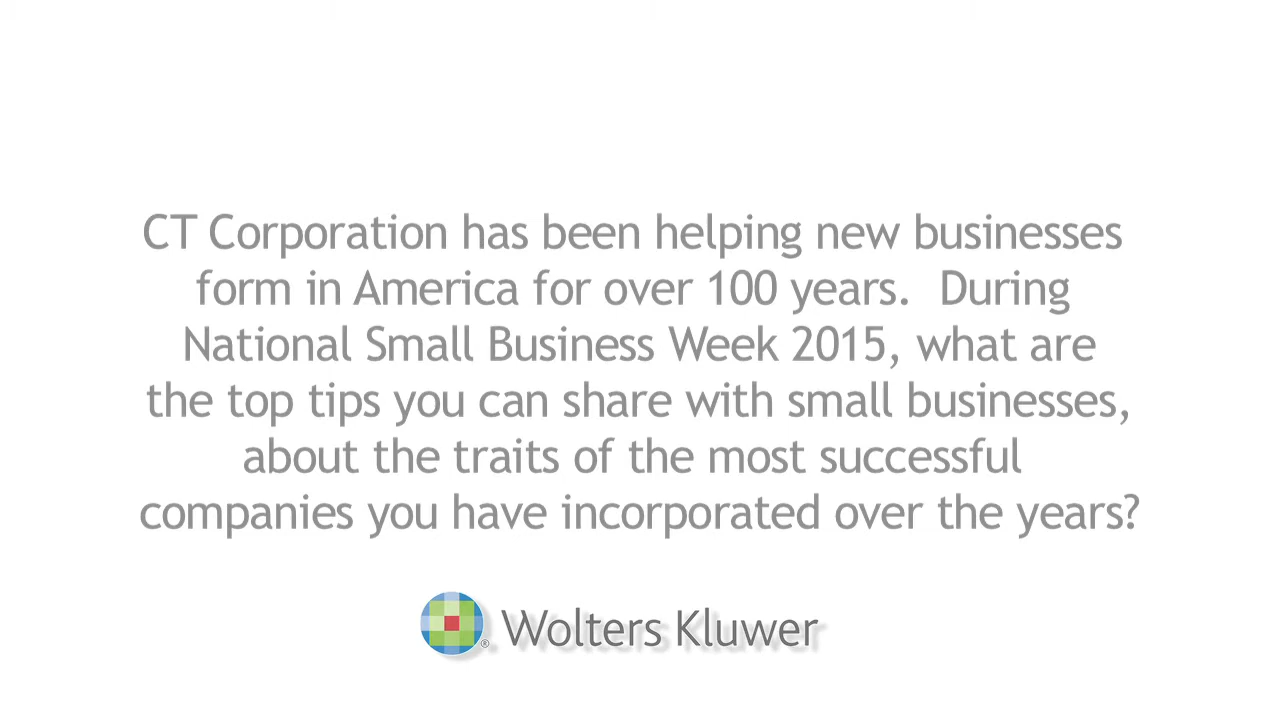 CT Corporation has been helping new businesses
form in America for over 100 years.  During
National Small Business Week 2015, what are
the top tips you can share with small businesses,
about the traits of the most successful
companies you have incorporated over the years?
® Wolters Kluwer